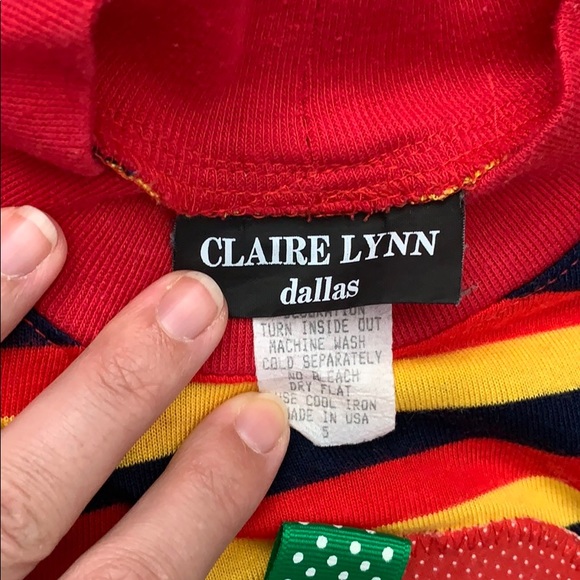 CLAIRE LYNN
dallas
DECORATION
TURN INSIDE OUT
MACHINE WASH
COLD SEPARATELY
NO BLEACH
DRY FLAT
USE COOL IRON
MADE IN USA
5